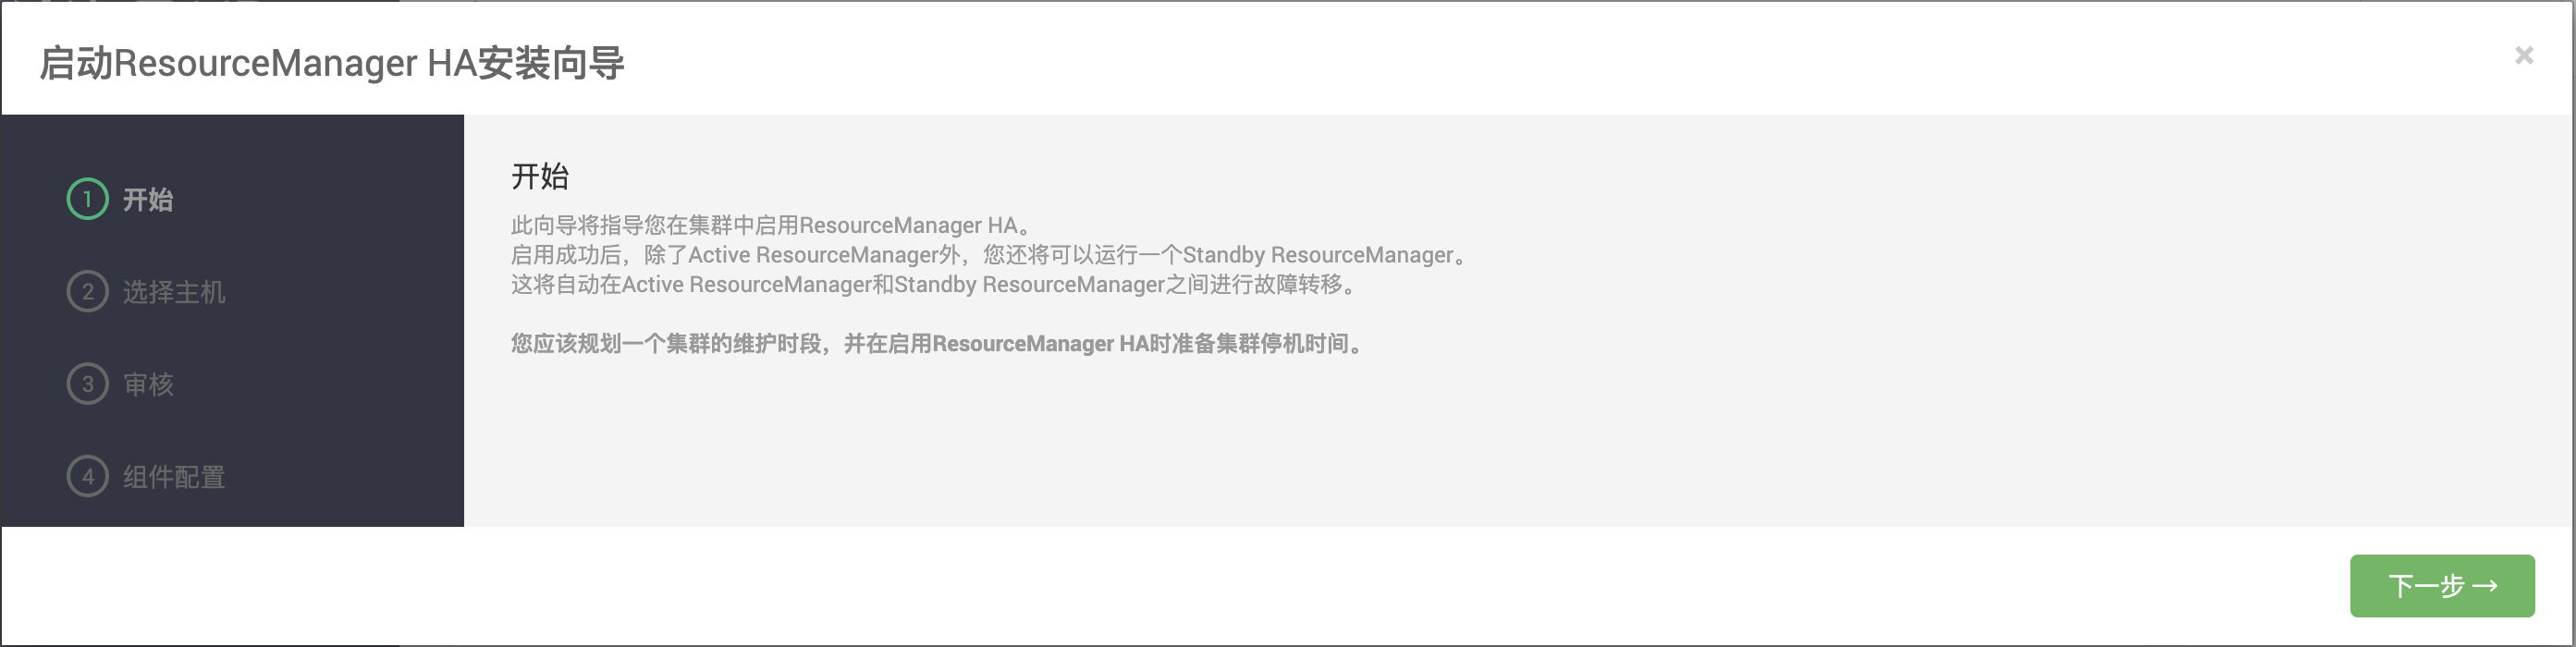 启动ResourceManager HA安装向导
×
1 开始
2 选择主机
3 审核
4 组件配置
开始
此向导将指导您在集群中启用ResourceManager HA。
启用成功后，除了Active ResourceManager外，您还将可以运行一个Standby ResourceManager。
这将自动在Active ResourceManager和Standby ResourceManager之间进行故障转移。
您应该规划一个集群的维护时段，并在启用ResourceManager HA时准备集群停机时间。
下一步 →